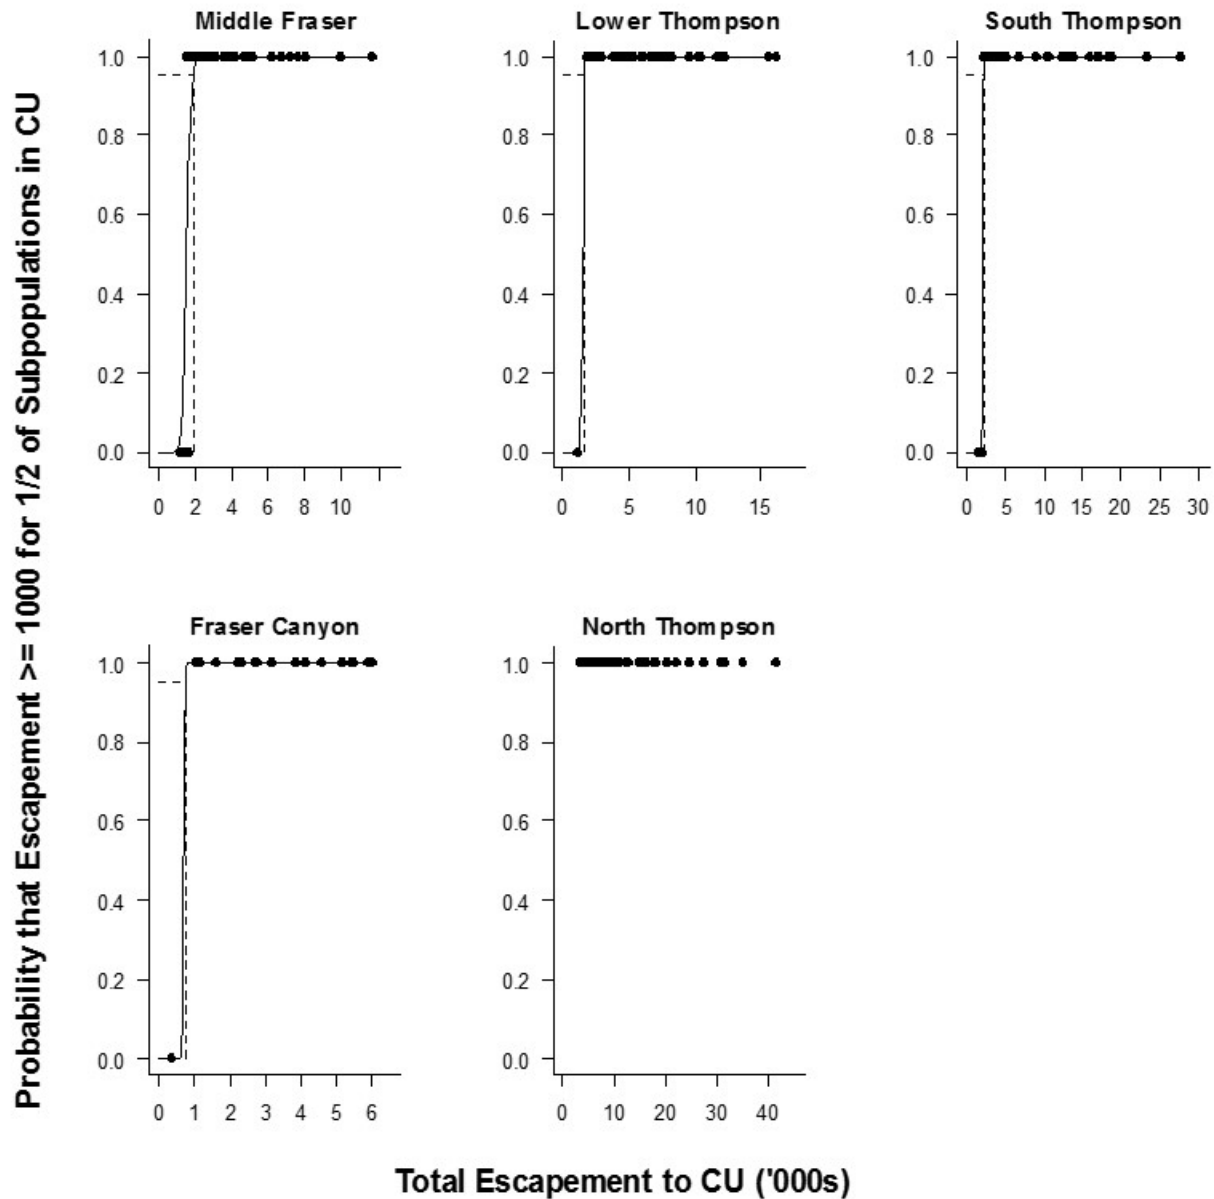 Probability that Escapement >= 1000 for 1/2 of Subpopulations in CU
Middle Fraser
1.0
0.8
0.6
0.4
0.2
0.0
0 2 4 6 8 10
Lower Thompson
1.0
0.8
0.6
0.4
0.2
0.0
0 5 10 15
South Thompson
1.0
0.8
0.6
0.4
0.2
0.0
0 5 10 15 20 25 30
Fraser Canyon
1.0
0.8
0.6
0.4
0.2
0.0
0 1 2 3 4 5 6
North Thompson
1.0
0.8
0.6
0.4
0.2
0.0
0 10 20 30 40
Total Escapement to CU ('000s)